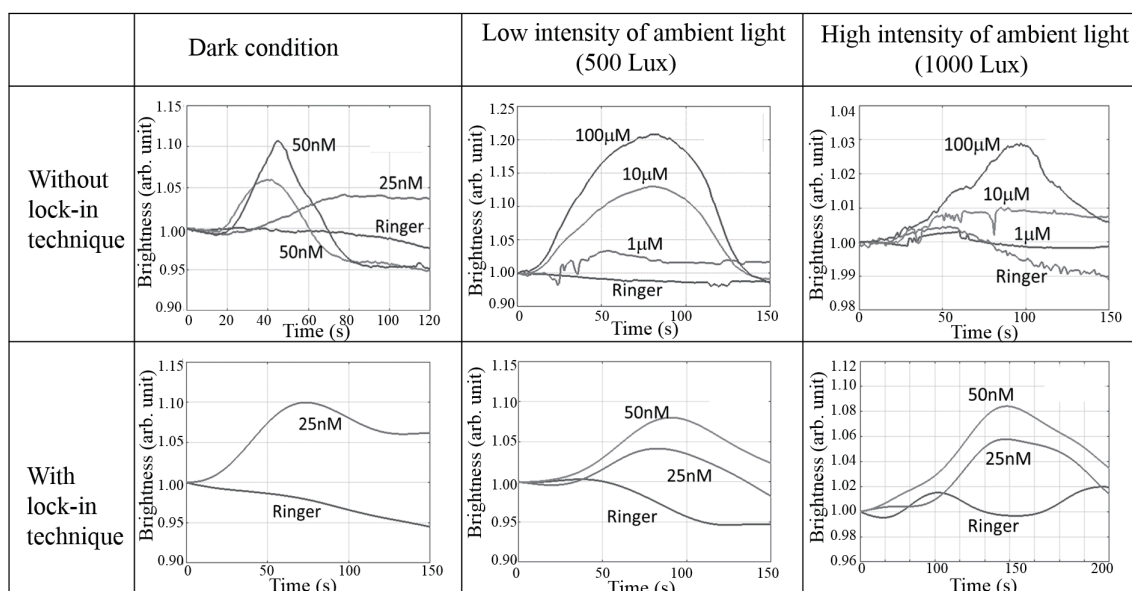 Dark condition
Low intensity of ambient light
(500 Lux)
High intensity of ambient light
(1000 Lux)
Without
lock-in
technique
Brightness (arb. unit)
1.15
1.10
1.05
1.00
0.95
0.90
50nM
25nM
Ringer
50nM
0 20 40 60 80 100 120
Time (s)
Brightness (arb. unit)
1.25
1.20
1.15
1.10
1.05
1.00
0.90
100μM
10μM
1μM
Ringer
0 50 100 150
Time (s)
Brightness (arb. unit)
1.04
1.03
1.02
1.01
1.00
0.99
0.98
100μM
10μM
1μM
Ringer
0 50 100 150
Time (s)
With
lock-in
technique
Brightness (arb. unit)
1.15
1.10
1.05
1.00
0.95
0.90
25nM
Ringer
0 50 100 150
Time (s)
Brightness (arb. unit)
1.15
1.10
1.05
1.00
0.95
0.90
50nM
25nM
Ringer
0 50 100 150
Time (s)
Brightness (arb. unit)
1.12
1.10
1.08
1.06
1.04
1.02
1.00
0.96
50nM
25nM
Ringer
0 100 150 200
Time (s)